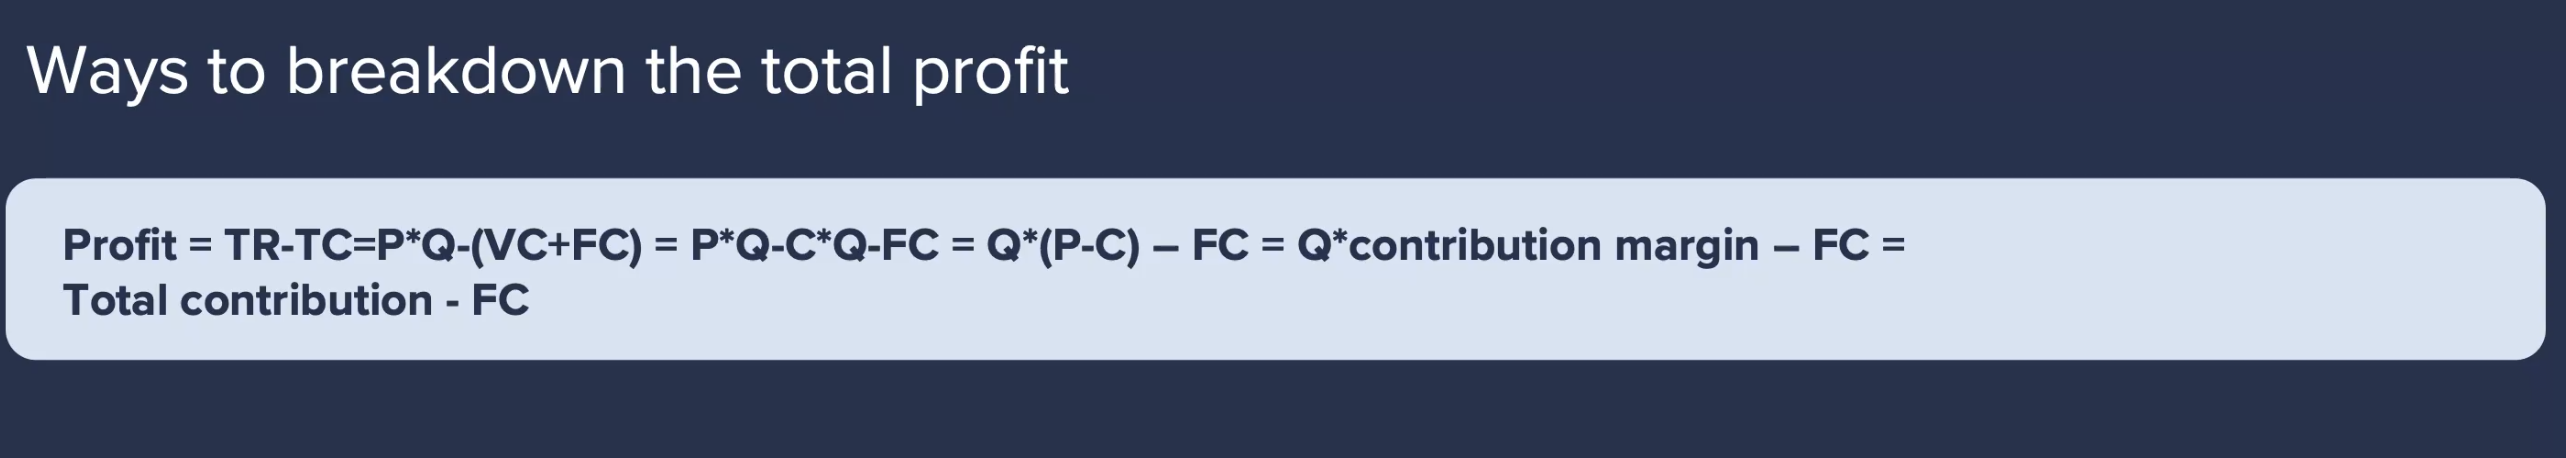 Ways to breakdown the total profit
Profit = TR-TC=P*Q-(VC+FC) = P*Q-C*Q-FC = Q*(P-C) – FC = Q*contribution margin – FC =
Total contribution - FC